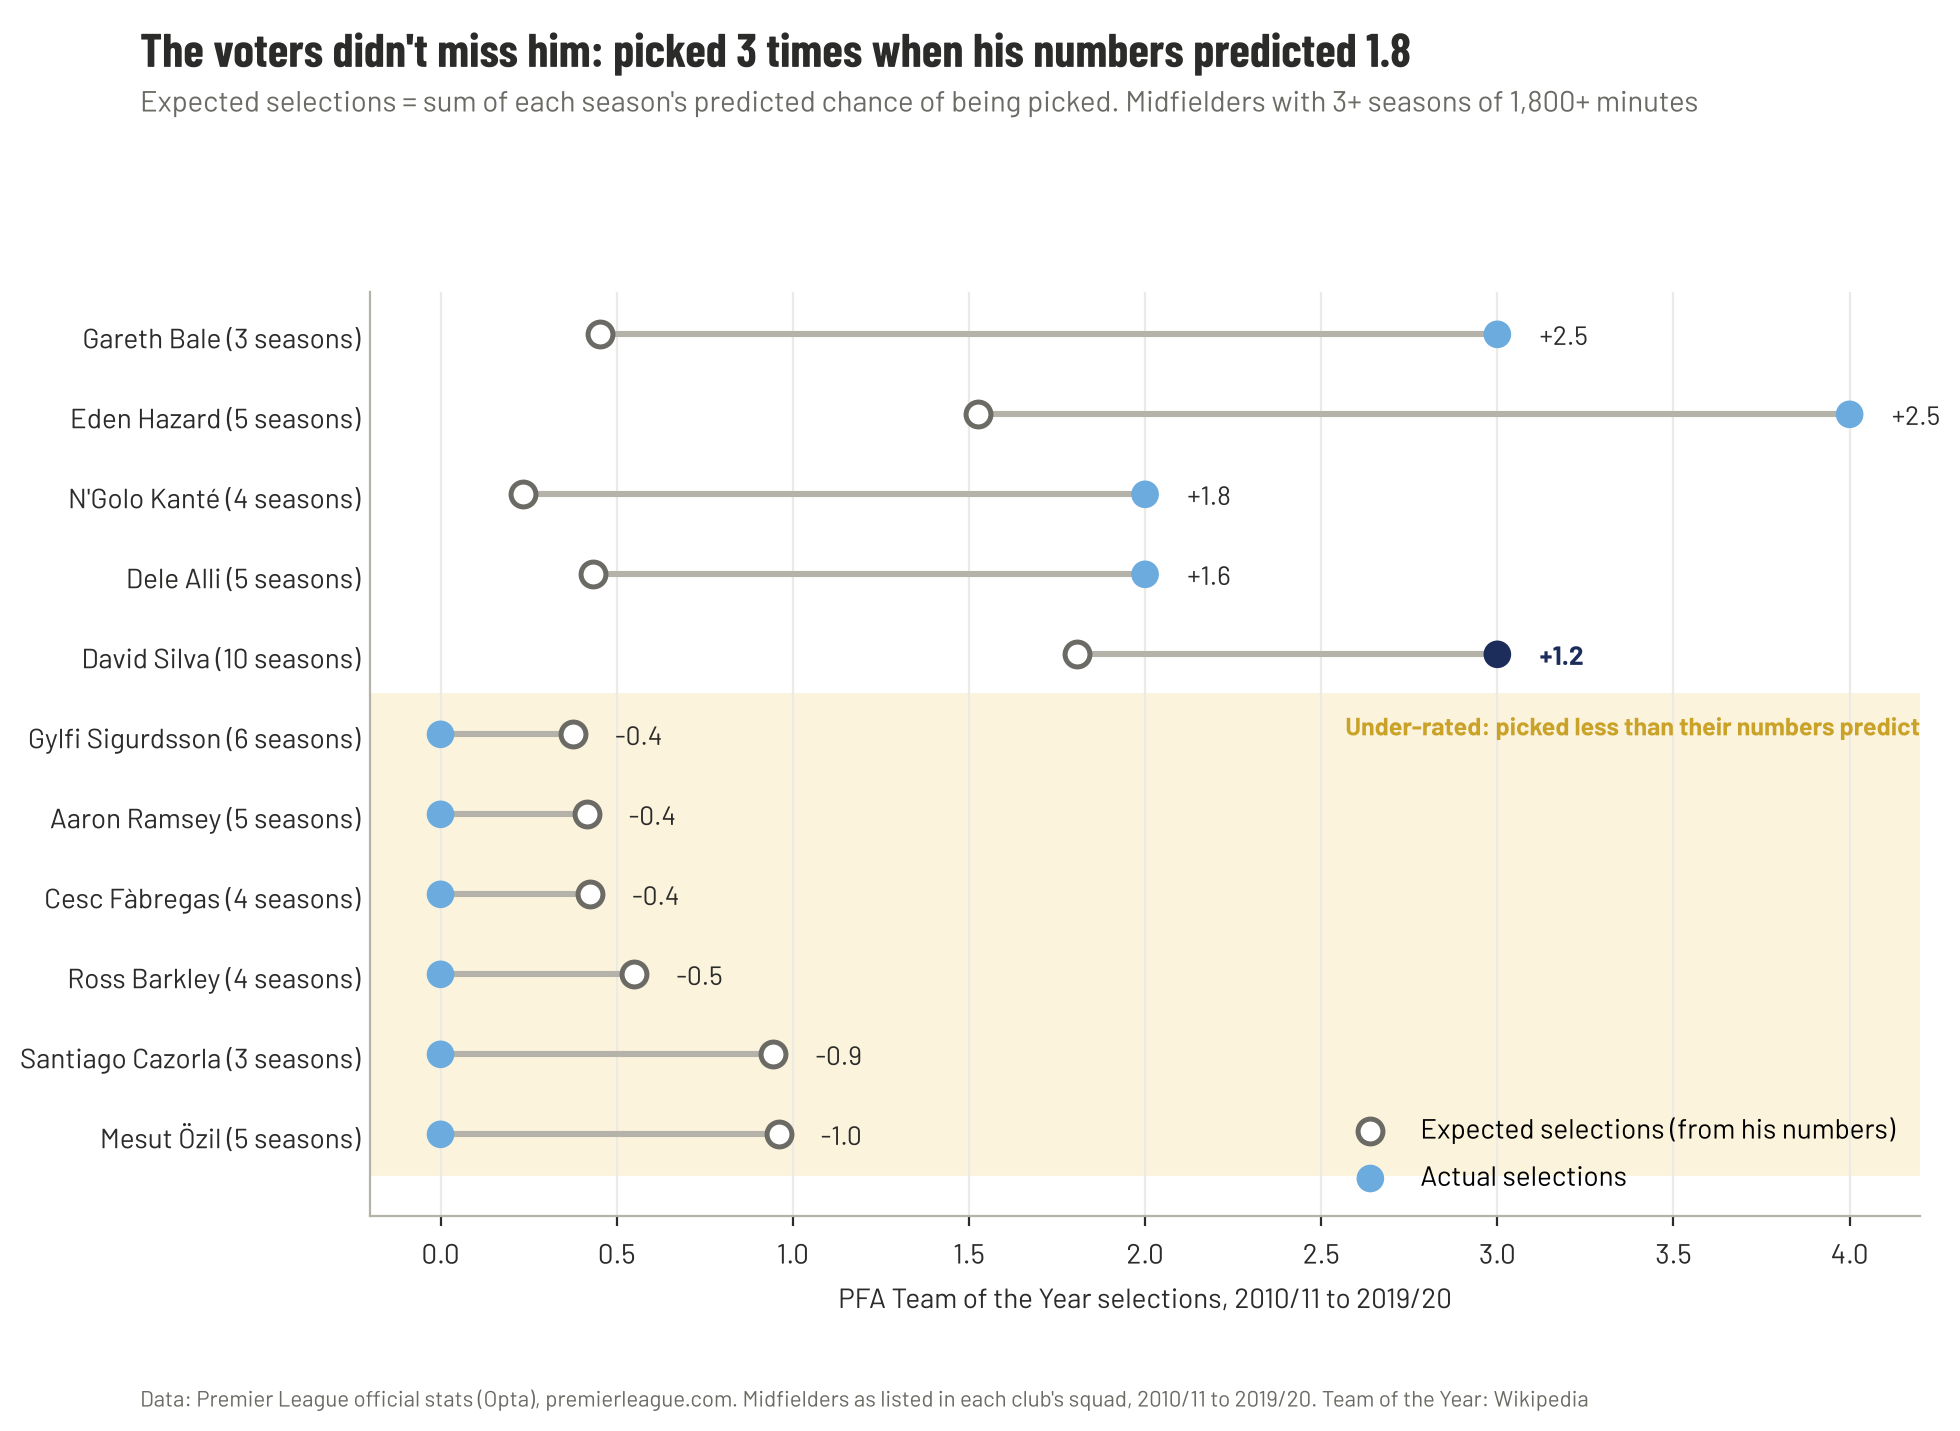 The voters didn't miss him: picked 3 times when his numbers predicted 1.8
Expected selections = sum of each season's predicted chance of being picked. Midfielders with 3+ seasons of 1,800+ minutes
Gareth Bale (3 seasons)
+2.5
Eden Hazard (5 seasons)
+2.5
N'Golo Kanté (4 seasons)
+1.8
Dele Alli (5 seasons)
+1.6
David Silva (10 seasons)
+1.2
Gylfi Sigurdsson (6 seasons)
-0.4
Under-rated: picked less than their numbers predict
Aaron Ramsey (5 seasons)
-0.4
Cesc Fàbregas (4 seasons)
-0.4
Ross Barkley (4 seasons)
-0.5
Santiago Cazorla (3 seasons)
-0.9
Mesut Özil (5 seasons)
-1.0
Expected selections (from his numbers)
Actual selections
0.0 0.5 1.0 1.5 2.0 2.5 3.0 3.5 4.0
PFA Team of the Year selections, 2010/11 to 2019/20
Data: Premier League official stats (Opta), premierleague.com. Midfielders as listed in each club's squad, 2010/11 to 2019/20. Team of the Year: Wikipedia